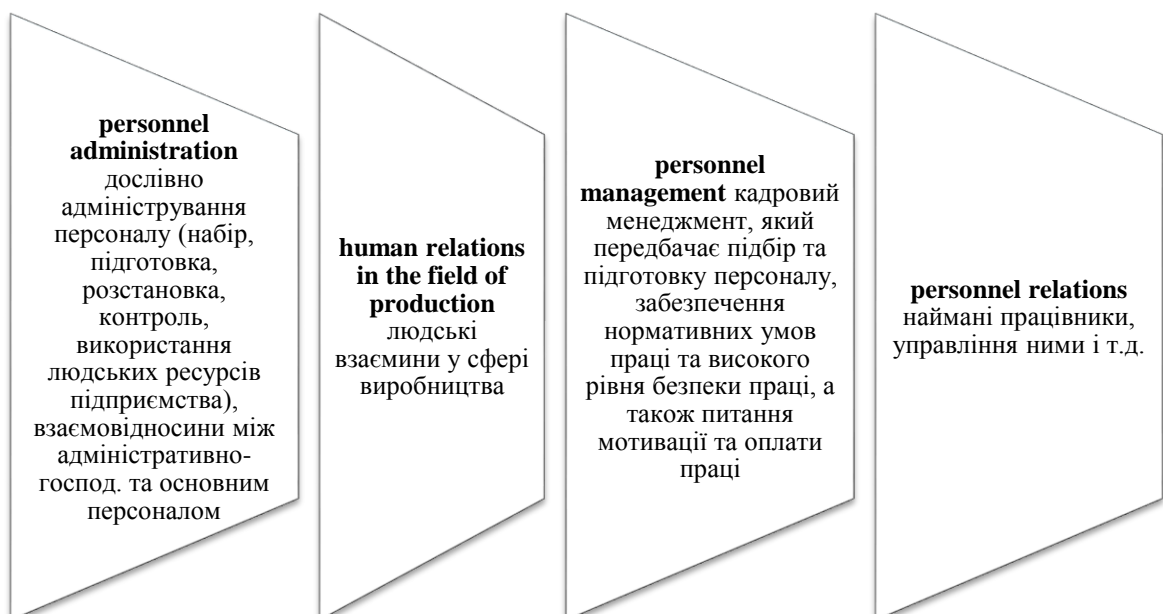 personnel
administration
дослівно
адміністрування
персоналу (набір,
підготовка,
розстановка,
контроль,
використання
людських ресурсів
підприємства),
взаємовідносини між
адміністративно-
господ. та основним
персоналом
human relations
in the field of
production
людські
взаємини у сфері
виробництва
personnel
management кадровий
менеджмент, який
передбачає підбір та
підготовку персоналу,
забезпечення
нормативних умов
праці та високого
рівня безпеки праці, а
також питання
мотивації та оплати
праці
personnel relations
наймані працівники,
управління ними і т.д.